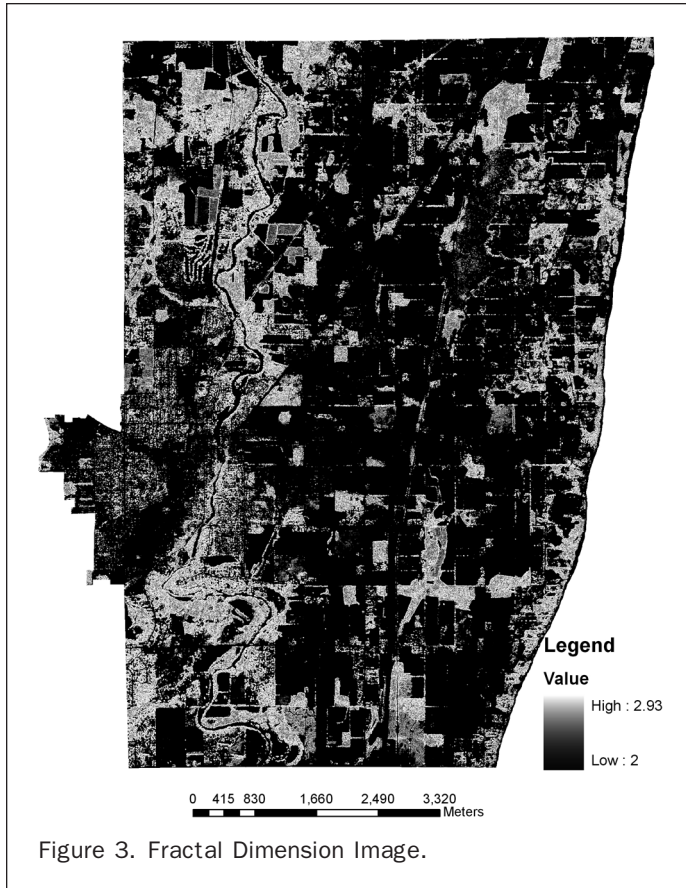 Legend
Value
High : 2.93
Low : 2
0 415 830 1,660 2,490 3,320
Meters
Figure 3. Fractal Dimension Image.